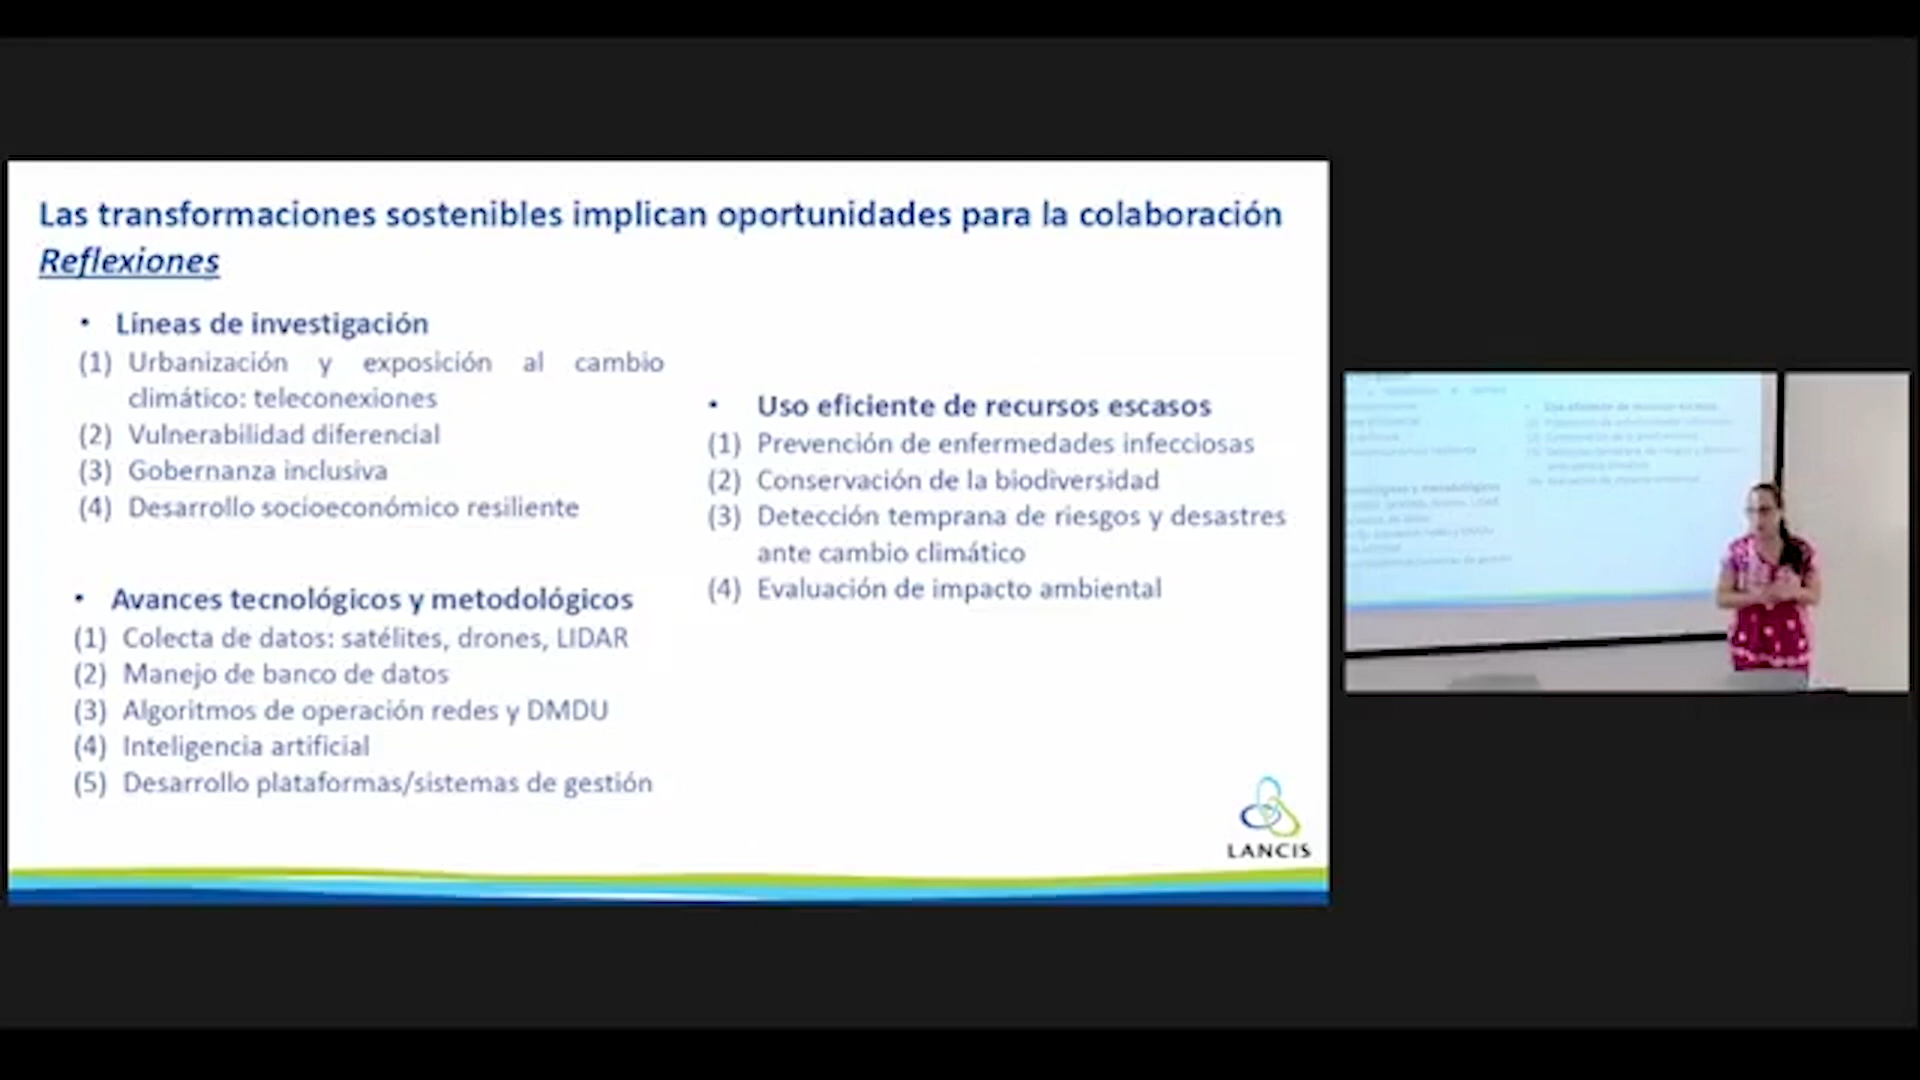 Las transformaciones sostenibles implican oportunidades para la colaboración
Reflexiones
• Líneas de investigación
(1) Urbanización y exposición al cambio
climático: teleconexiones
(2) Vulnerabilidad diferencial
(3) Gobernanza inclusiva
(4) Desarrollo socioeconómico resiliente
• Avances tecnológicos y metodológicos
(1) Colecta de datos: satélites, drones, LIDAR
(2) Manejo de banco de datos
(3) Algoritmos de operación redes y DMDU
(4) Inteligencia artificial
(5) Desarrollo plataformas/sistemas de gestión
• Uso eficiente de recursos escasos
(1) Prevención de enfermedades infecciosas
(2) Conservación de la biodiversidad
(3) Detección temprana de riesgos y desastres
ante cambio climático
(4) Evaluación de impacto ambiental
LANCIS